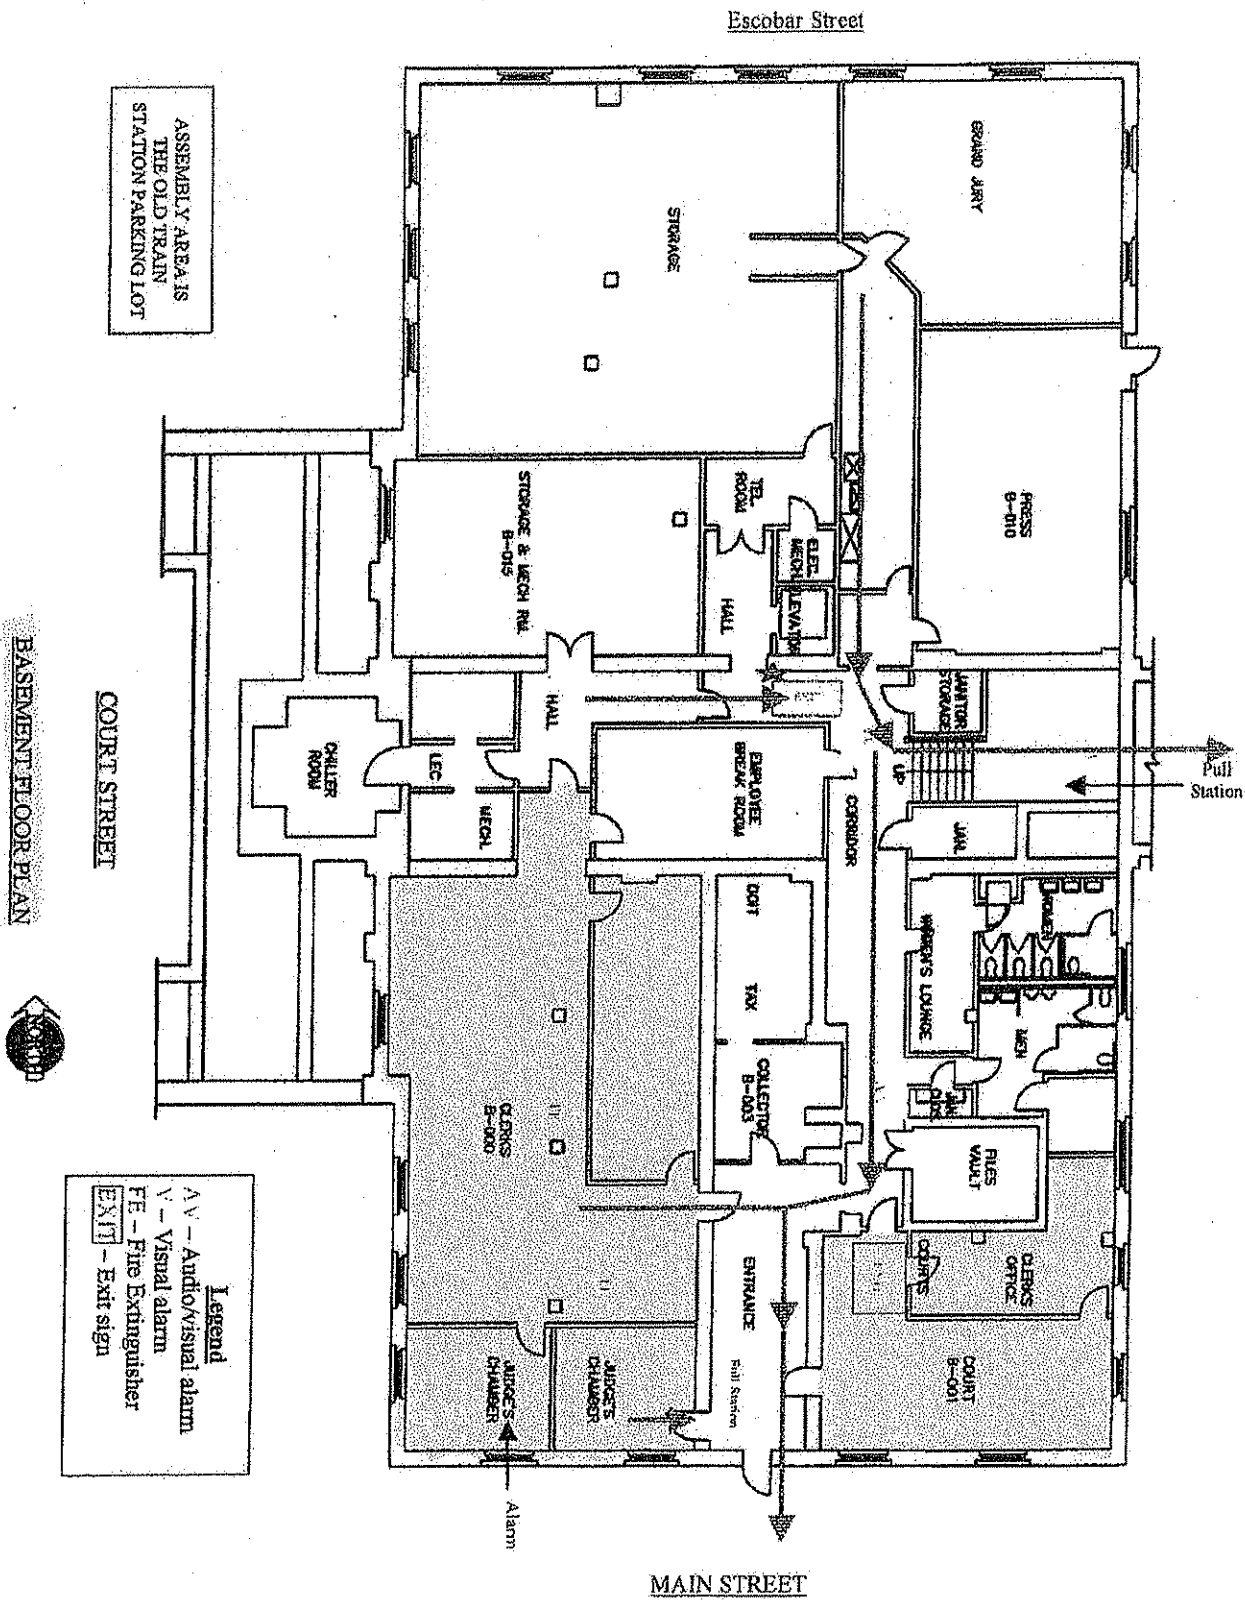 Escobar Street
ASSEMBLY AREA IS
THE OLD TRAIN
STATION PARKING LOT
GRAND JURY
STORAGE
PRESS
B-010
TEL
ROOM
ELEC.
MECH.
ELEVATOR
STORAGE & MECH RM.
B-015
HALL
JANITOR
STORAGE
UP
Pull
Station
HALL
EMPLOYEE
BREAK ROOM
CORRIDOR
JAN.
CHILLER
ROOM
MECH.
COURT STREET
BASEMENT FLOOR PLAN
WOMEN
WOMEN'S LOUNGE
MEN
TAX
COLLECTOR
B-003
FILES
VAULT
CLERKS
B-000
CLERKS
OFFICE
COURTS
ENTRANCE
COURT
B-001
JUDGE'S
CHAMBER
JUDGE'S
CHAMBER
Pull Station
Alarm
NORTH
Legend
AV – Audio/visual alarm
V – Visual alarm
FE – Fire Extinguisher
EXIT – Exit sign
MAIN STREET